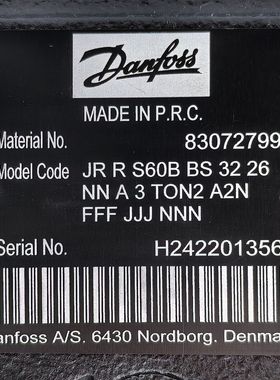 Danfoss
MADE IN P.R.C.
Material No. 83072799
Model Code JR R S60B BS 32 26
NN A 3 TON2 A2N
FFF JJJ NNN
Serial No. H242201356
Danfoss A/S. 6430 Nordborg. Denma